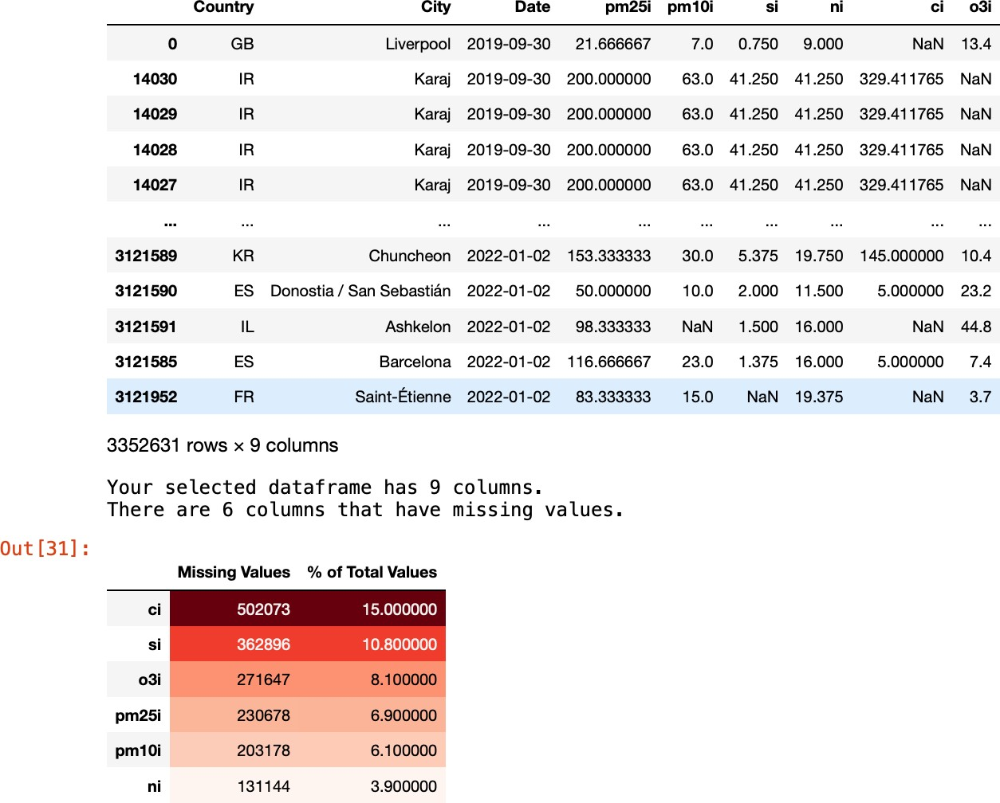 Country City Date pm25i pm10i si ni ci o3i
0 GB Liverpool 2019-09-30 21.666667 7.0 0.750 9.000 NaN 13.4
14030 IR Karaj 2019-09-30 200.000000 63.0 41.250 41.250 329.411765 NaN
14029 IR Karaj 2019-09-30 200.000000 63.0 41.250 41.250 329.411765 NaN
14028 IR Karaj 2019-09-30 200.000000 63.0 41.250 41.250 329.411765 NaN
14027 IR Karaj 2019-09-30 200.000000 63.0 41.250 41.250 329.411765 NaN
... ... ... ... ... ... ... ... ... ...
3121589 KR Chuncheon 2022-01-02 153.333333 30.0 5.375 19.750 145.000000 10.4
3121590 ES Donostia / San Sebastián 2022-01-02 50.000000 10.0 2.000 11.500 5.000000 23.2
3121591 IL Ashkelon 2022-01-02 98.333333 NaN 1.500 16.000 NaN 44.8
3121585 ES Barcelona 2022-01-02 116.666667 23.0 1.375 16.000 5.000000 7.4
3121952 FR Saint-Étienne 2022-01-02 83.333333 15.0 NaN 19.375 NaN 3.7
3352631 rows × 9 columns
Your selected dataframe has 9 columns.
There are 6 columns that have missing values.
Out[31]:
Missing Values % of Total Values
ci 502073 15.000000
si 362896 10.800000
o3i 271647 8.100000
pm25i 230678 6.900000
pm10i 203178 6.100000
ni 131144 3.900000